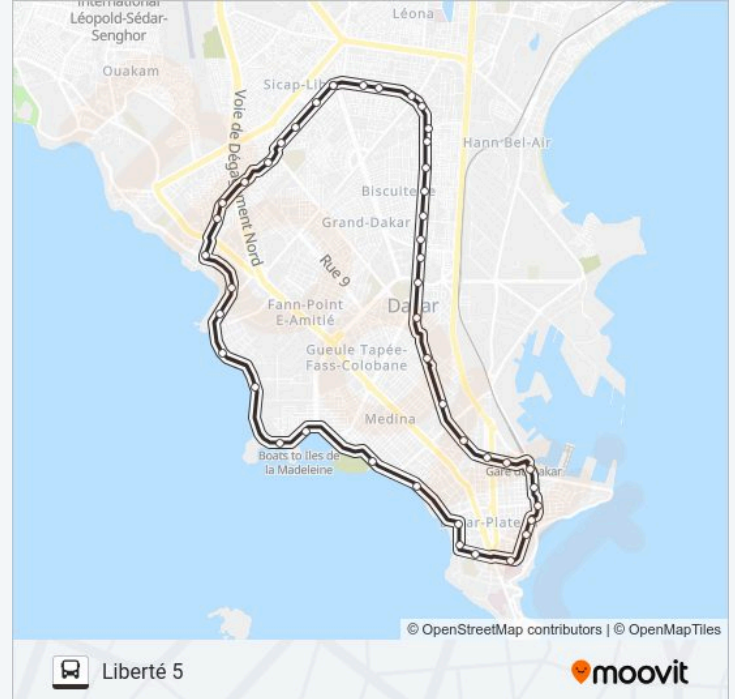 International
Léopold-Sédar-
Senghor
Léona
Ouakam
Sicap-Lib
Voie de Dégagement Nord
Hann Bel-Air
Biscuiterie
Grand-Dakar
Rue 9
Fann-Point
E-Amitié
Dakar
Gueule Tapée-
Fass-Colobane
Medina
Boats to Iles de
la Madeleine
Gare de Dakar
Dakar-Plateau
© OpenStreetMap contributors | © OpenMapTiles
Liberté 5
moovit